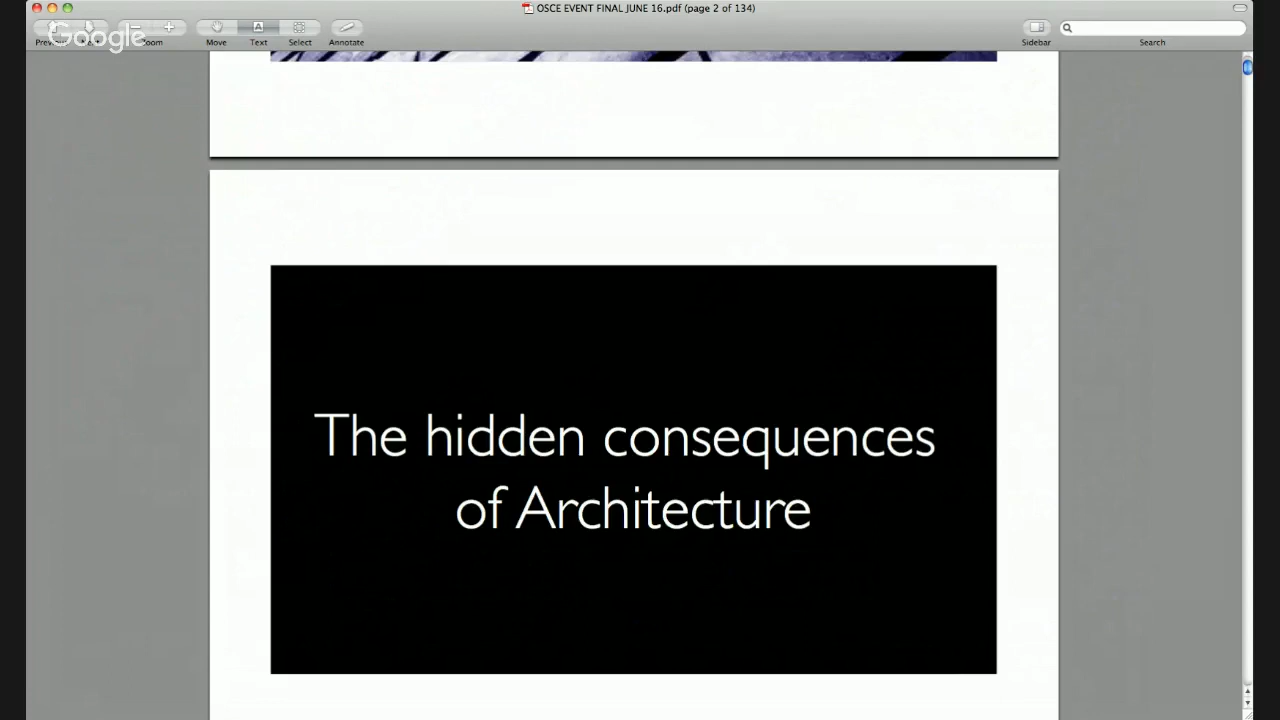 OSCE EVENT FINAL JUNE 16.pdf (page 2 of 134)
Google
Zoom
Move
Text
Select
Annotate
Sidebar
Search
The hidden consequences
of Architecture